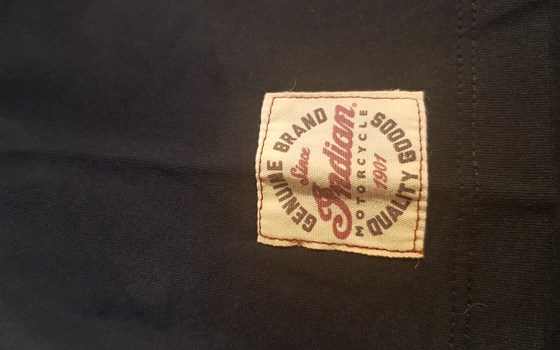 GENUINE BRAND
Since
Indian®
MOTORCYCLE
1901
QUALITY GOODS